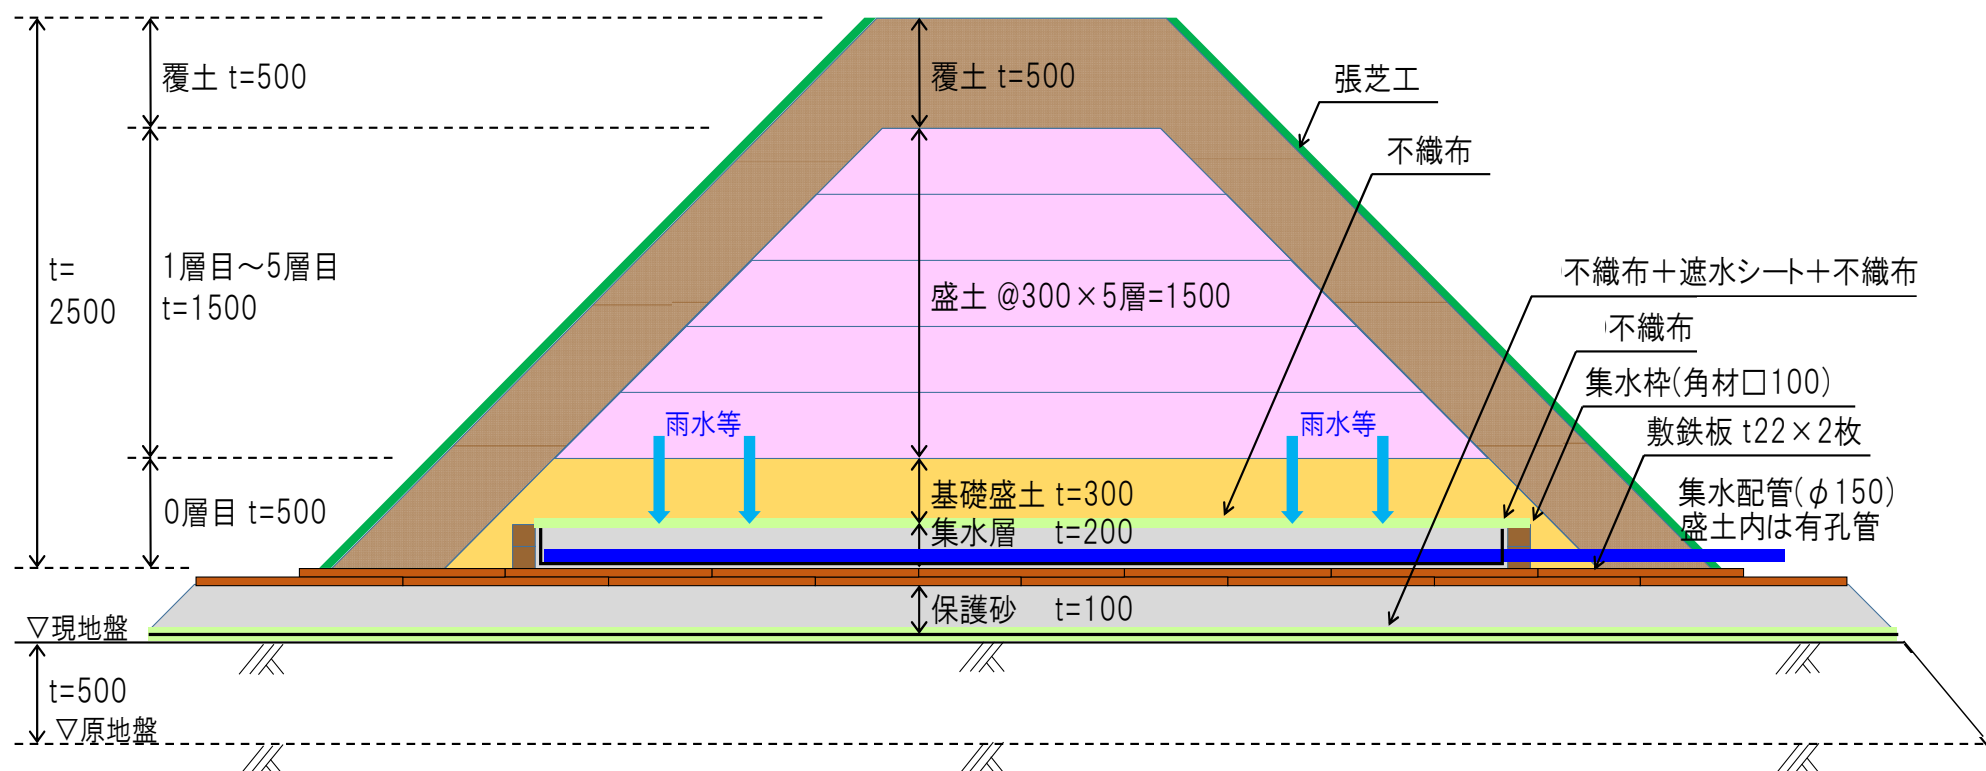 覆土 t=500
覆土 t=500
張芝工
不織布
t=
2500
1層目～5層目
t=1500
盛土 @300×5層=1500
不織布＋遮水シート＋不織布
不織布
集水枠(角材□100)
敷鉄板 t22×2枚
雨水等
雨水等
0層目 t=500
基礎盛土 t=300
集水層 t=200
集水配管(φ150)
盛土内は有孔管
保護砂 t=100
▽現地盤
t=500
▽原地盤